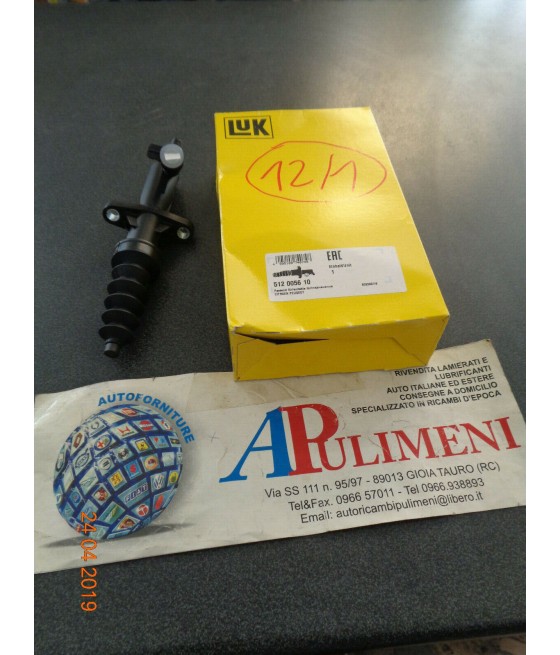 LuK
12/1
EAC
512 0056 10
AUTOFORNITURE
RIVENDITA LAMIERATI E
LUBRIFICANTI
AUTO ITALIANE ED ESTERE
CONSEGNE A DOMICILIO
SPECIALIZZATO IN RICAMBI D'EPOCA
APULIMENI
Via SS 111 n. 95/97 - 89013 GIOIA TAURO (RC)
Tel&Fax. 0966 57011 - Tel 0966.938893
Email: autoricambipulimeni@libero.it
24 04 2019